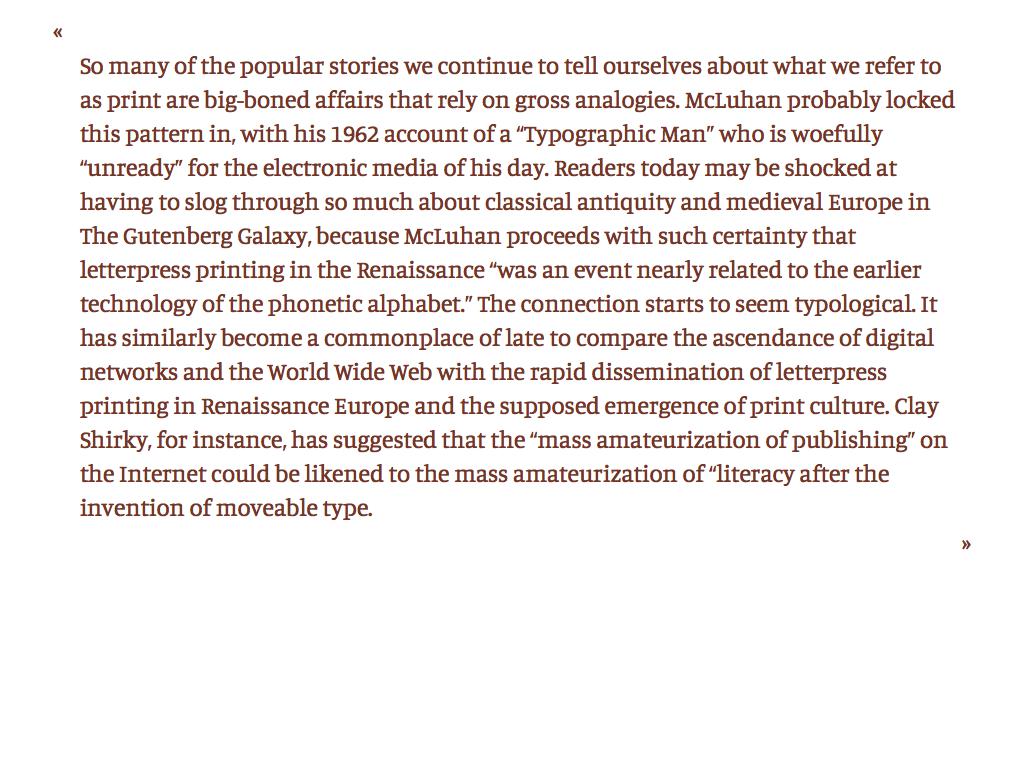 «
So many of the popular stories we continue to tell ourselves about what we refer to
as print are big-boned affairs that rely on gross analogies. McLuhan probably locked
this pattern in, with his 1962 account of a “Typographic Man” who is woefully
“unready” for the electronic media of his day. Readers today may be shocked at
having to slog through so much about classical antiquity and medieval Europe in
The Gutenberg Galaxy, because McLuhan proceeds with such certainty that
letterpress printing in the Renaissance “was an event nearly related to the earlier
technology of the phonetic alphabet.” The connection starts to seem typological. It
has similarly become a commonplace of late to compare the ascendance of digital
networks and the World Wide Web with the rapid dissemination of letterpress
printing in Renaissance Europe and the supposed emergence of print culture. Clay
Shirky, for instance, has suggested that the “mass amateurization of publishing” on
the Internet could be likened to the mass amateurization of “literacy after the
invention of moveable type.
»